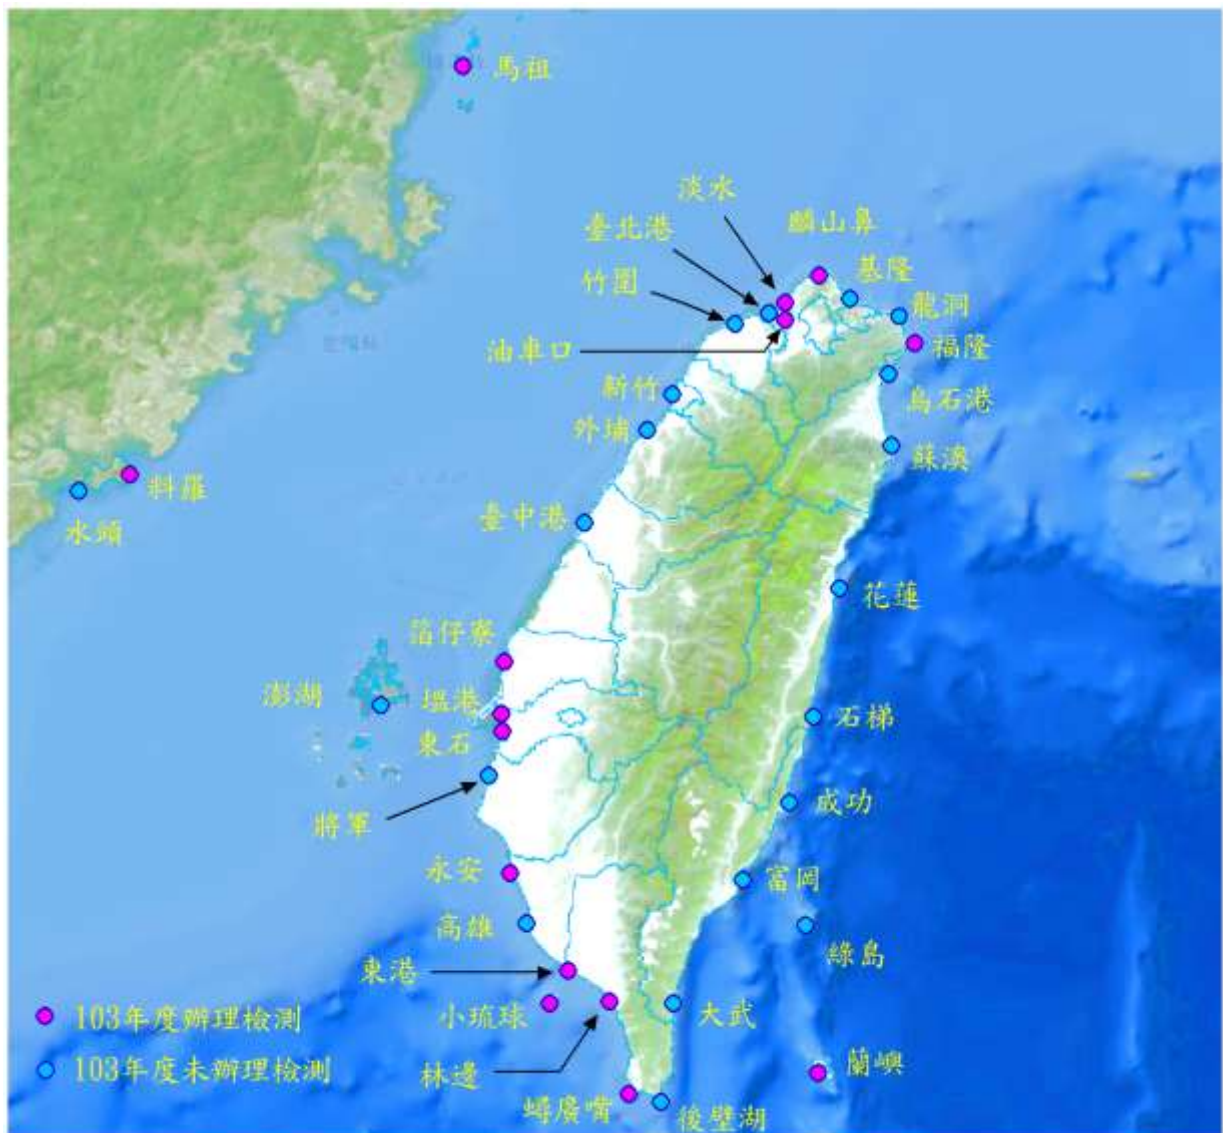 馬祖
淡水
麟山鼻
臺北港
基隆
竹圍
龍洞
福隆
油車口
烏石港
新竹
外埔
蘇澳
料羅
水頭
臺中港
花蓮
箔仔寮
澎湖
塭港
石梯
東石
成功
將軍
永安
富岡
高雄
綠島
東港
小琉球
大武
103年度辦理檢測
103年度未辦理檢測
林邊
蘭嶼
蟳廣嘴
後壁湖